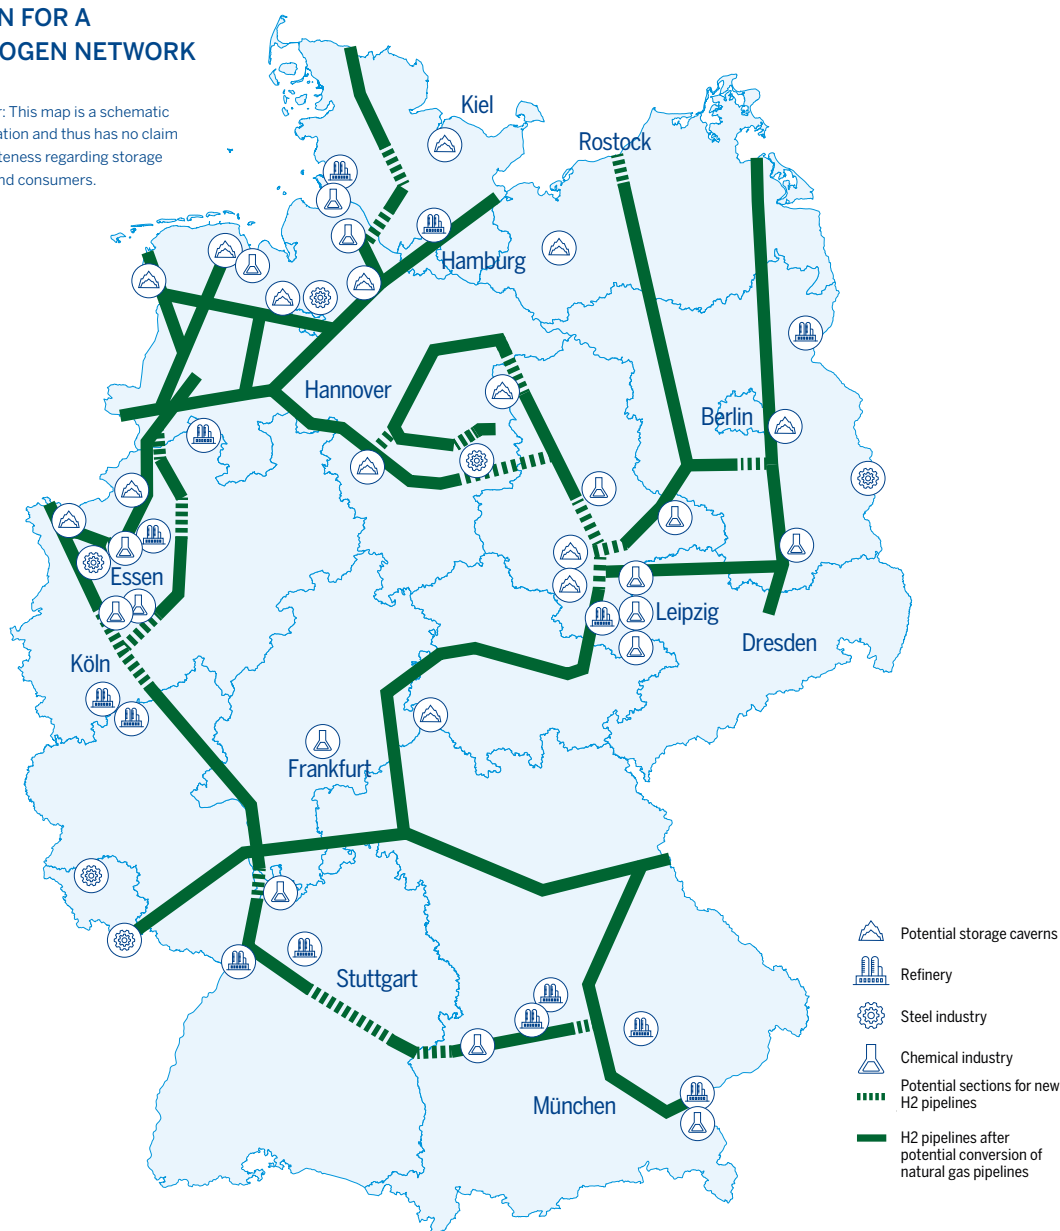 N FOR A
OGEN NETWORK
r: This map is a schematic
ation and thus has no claim
teness regarding storage
nd consumers.
Kiel
Rostock
Hamburg
Hannover
Berlin
Essen
Leipzig
Dresden
Köln
Frankfurt
Stuttgart
München
Potential storage caverns
Refinery
Steel industry
Chemical industry
Potential sections for new
H2 pipelines
H2 pipelines after
potential conversion of
natural gas pipelines